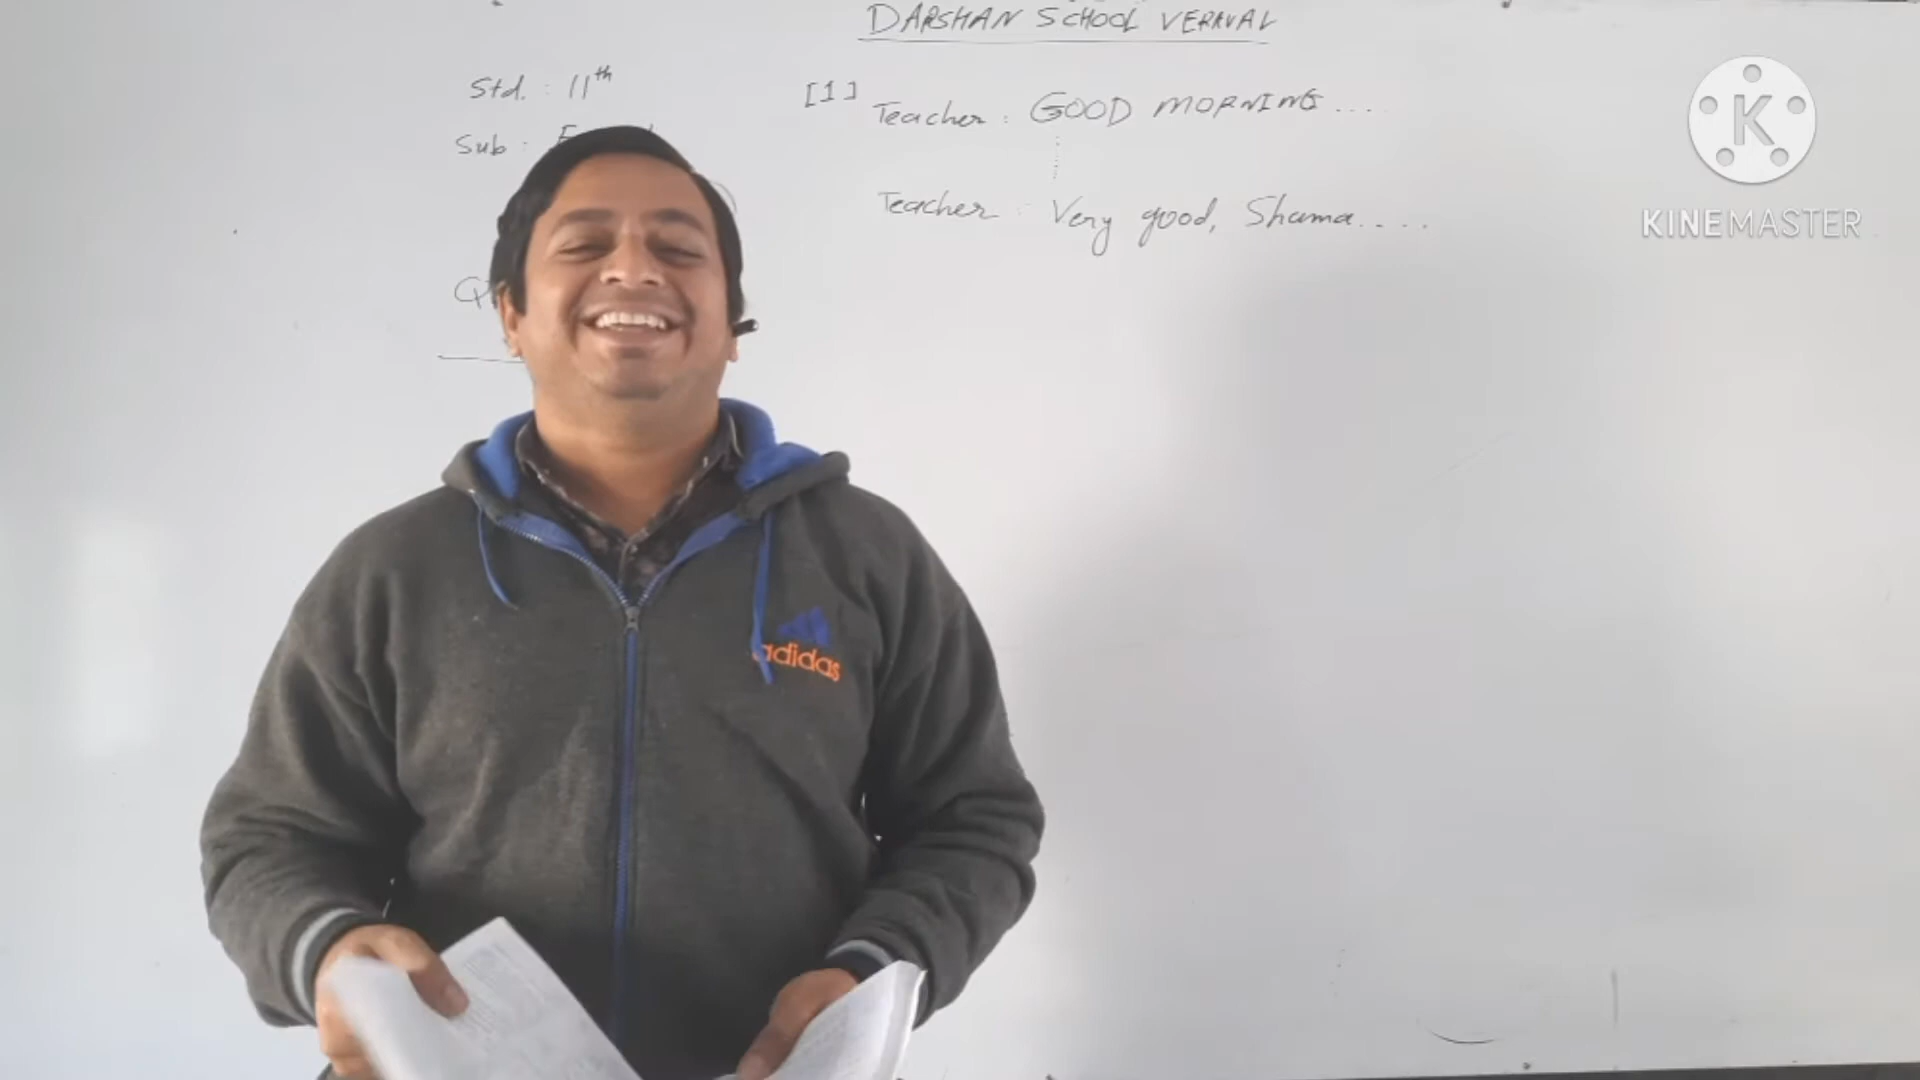 DARSHAN SCHOOL VERAVAL
Std. : 11th
Sub :
[1] Teacher : GOOD MORNING ....
Teacher : Very good, Shama.....
KINEMASTER
adidas